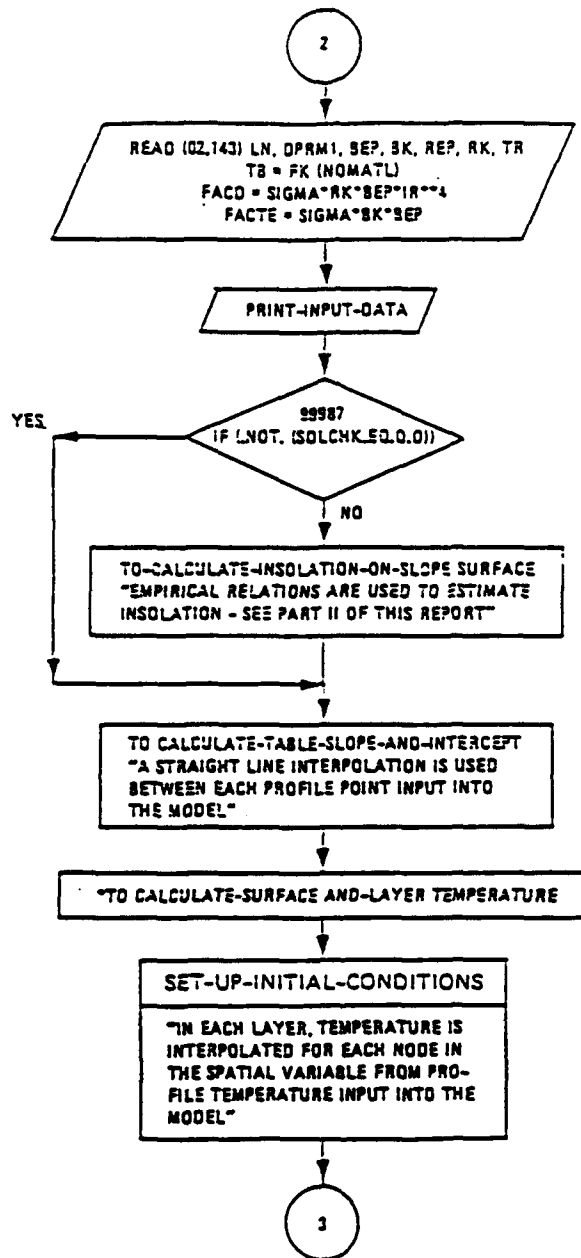 2
READ (02,143) LN, DPRM1, BEP, BK, REP, RK, TR
TB = FK (NOMATL)
FACD = SIGMA*RK*BEP*TR**4
FACTE = SIGMA*BK*BEP
PRINT-INPUT-DATA
99987
IF (.NOT. (SOLCHK.EQ.0.0))
YES
NO
TO-CALCULATE-INSOLATION-ON-SLOPE SURFACE
"EMPIRICAL RELATIONS ARE USED TO ESTIMATE
INSOLATION - SEE PART II OF THIS REPORT"
TO CALCULATE-TABLE-SLOPE-AND-INTERCEPT
"A STRAIGHT LINE INTERPOLATION IS USED
BETWEEN EACH PROFILE POINT INPUT INTO
THE MODEL"
"TO CALCULATE-SURFACE AND-LAYER TEMPERATURE
SET-UP-INITIAL-CONDITIONS
"IN EACH LAYER, TEMPERATURE IS
INTERPOLATED FOR EACH NODE IN
THE SPATIAL VARIABLE FROM PRO-
FILE TEMPERATURE INPUT INTO THE
MODEL"
3